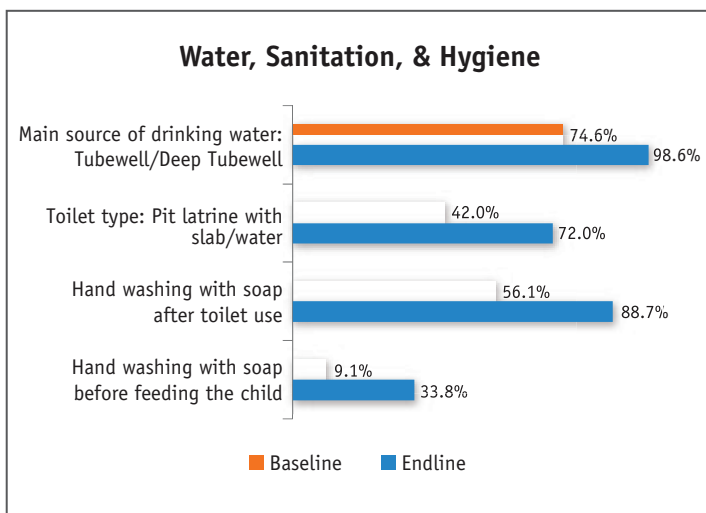 Water, Sanitation, & Hygiene
Main source of drinking water:
Tubewell/Deep Tubewell
74.6%
98.6%
Toilet type: Pit latrine with
slab/water
42.0%
72.0%
Hand washing with soap
after toilet use
56.1%
88.7%
Hand washing with soap
before feeding the child
9.1%
33.8%
Baseline
Endline